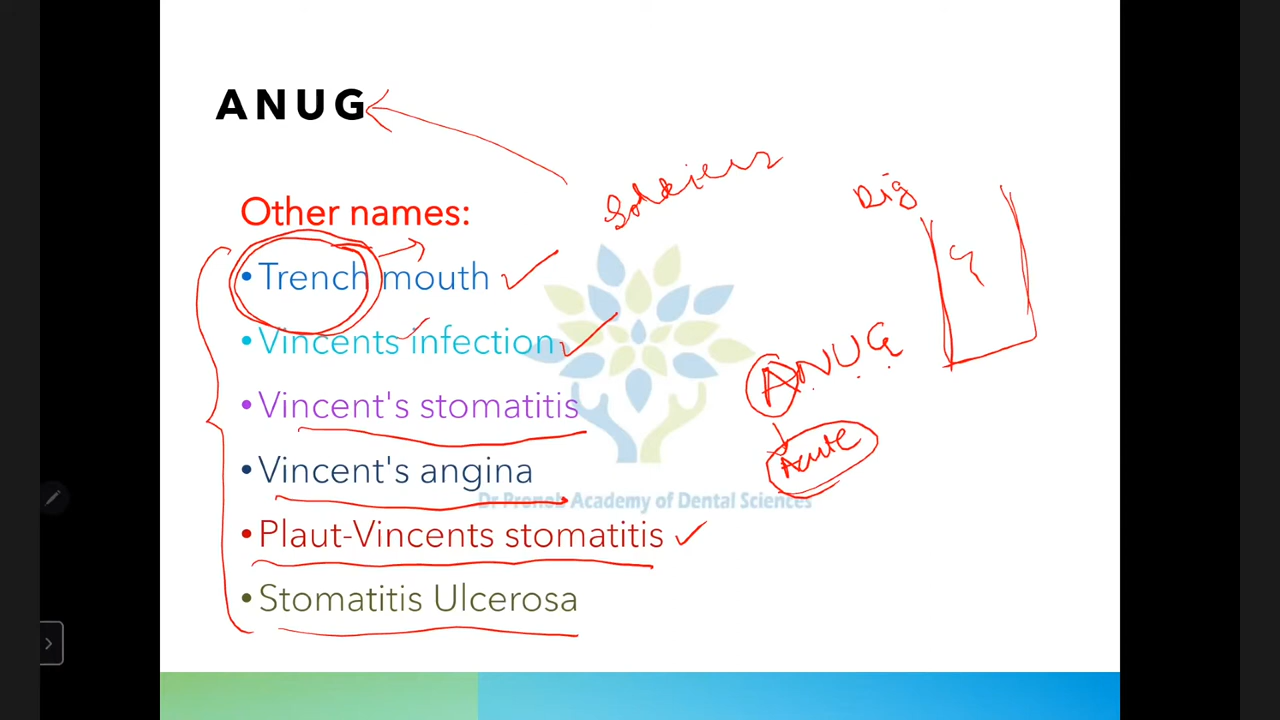 ANUG
Soldiers
Dig
Other names:
•Trench mouth
•Vincents infection
ANUG
•Vincent's stomatitis
Acute
•Vincent's angina
Dr Pronob Academy of Dental Sciences
•Plaut-Vincents stomatitis
•Stomatitis Ulcerosa